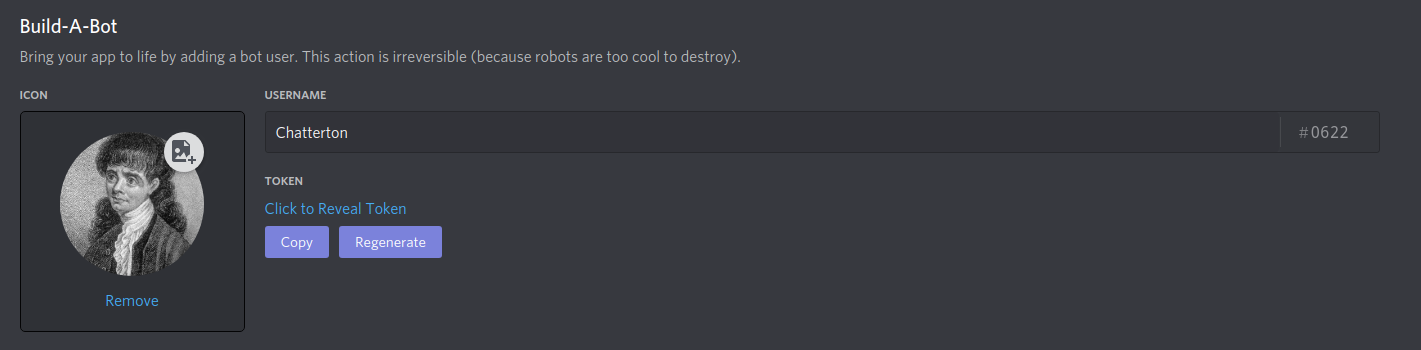 Build-A-Bot
Bring your app to life by adding a bot user. This action is irreversible (because robots are too cool to destroy).
ICON
USERNAME
Chatterton
#0622
TOKEN
Click to Reveal Token
Copy
Regenerate
Remove